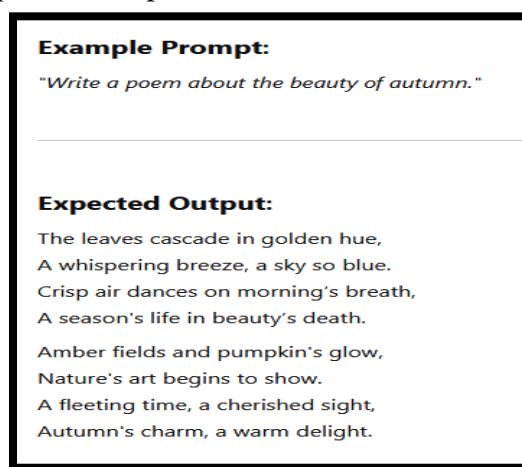 Example Prompt:
"Write a poem about the beauty of autumn."
Expected Output:
The leaves cascade in golden hue,
A whispering breeze, a sky so blue.
Crisp air dances on morning's breath,
A season's life in beauty's death.
Amber fields and pumpkin's glow,
Nature's art begins to show.
A fleeting time, a cherished sight,
Autumn's charm, a warm delight.